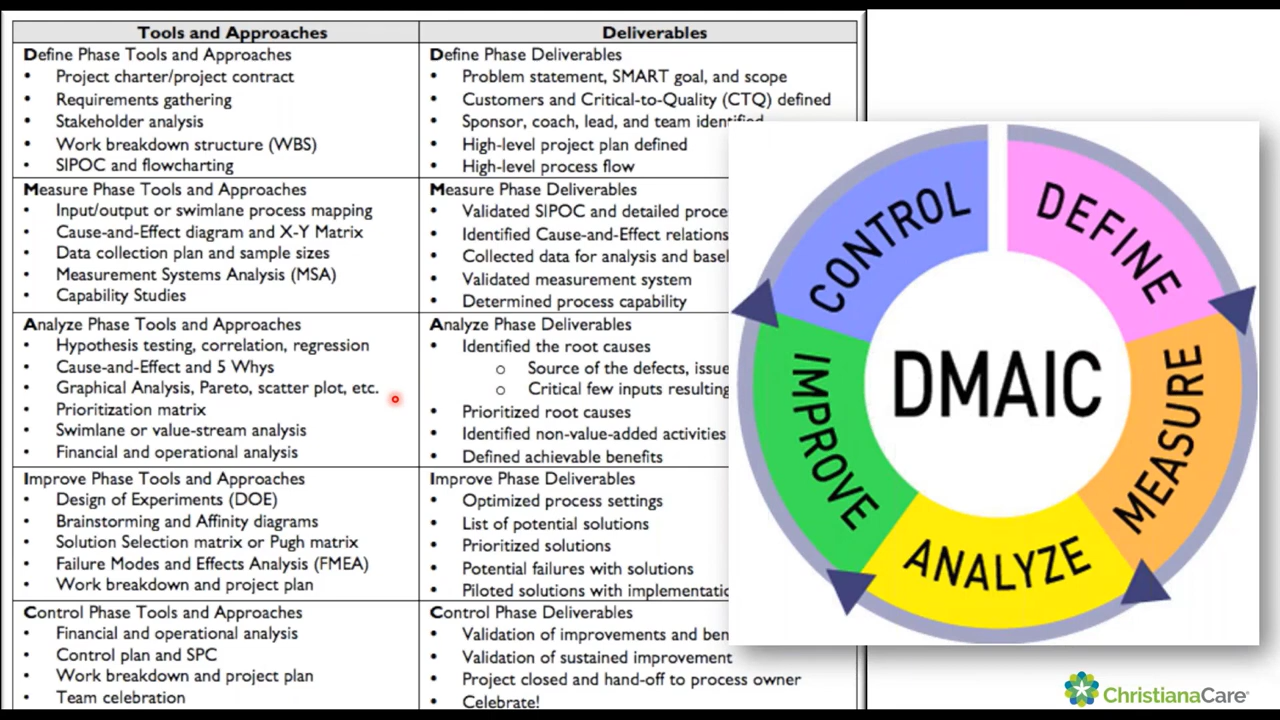 Tools and Approaches
Deliverables
Define Phase Tools and Approaches
• Project charter/project contract
• Requirements gathering
• Stakeholder analysis
• Work breakdown structure (WBS)
• SIPOC and flowcharting
Define Phase Deliverables
• Problem statement, SMART goal, and scope
• Customers and Critical-to-Quality (CTQ) defined
• Sponsor, coach, lead, and team identified
• High-level project plan defined
• High-level process flow
Measure Phase Tools and Approaches
• Input/output or swimlane process mapping
• Cause-and-Effect diagram and X-Y Matrix
• Data collection plan and sample sizes
• Measurement Systems Analysis (MSA)
• Capability Studies
Measure Phase Deliverables
• Validated SIPOC and detailed proce
• Identified Cause-and-Effect relations
• Collected data for analysis and basel
• Validated measurement system
• Determined process capability
Analyze Phase Tools and Approaches
• Hypothesis testing, correlation, regression
• Cause-and-Effect and 5 Whys
• Graphical Analysis, Pareto, scatter plot, etc.
• Prioritization matrix
• Swimlane or value-stream analysis
• Financial and operational analysis
Analyze Phase Deliverables
• Identified the root causes
o Source of the defects, issue
o Critical few inputs resulting
• Prioritized root causes
• Identified non-value-added activities
• Defined achievable benefits
Improve Phase Tools and Approaches
• Design of Experiments (DOE)
• Brainstorming and Affinity diagrams
• Solution Selection matrix or Pugh matrix
• Failure Modes and Effects Analysis (FMEA)
• Work breakdown and project plan
Improve Phase Deliverables
• Optimized process settings
• List of potential solutions
• Prioritized solutions
• Potential failures with solutions
• Piloted solutions with implementatio
Control Phase Tools and Approaches
• Financial and operational analysis
• Control plan and SPC
• Work breakdown and project plan
• Team celebration
Control Phase Deliverables
• Validation of improvements and ben
• Validation of sustained improvement
• Project closed and hand-off to process owner
• Celebrate!
DMAIC
DEFINE
MEASURE
ANALYZE
IMPROVE
CONTROL
ChristianaCare